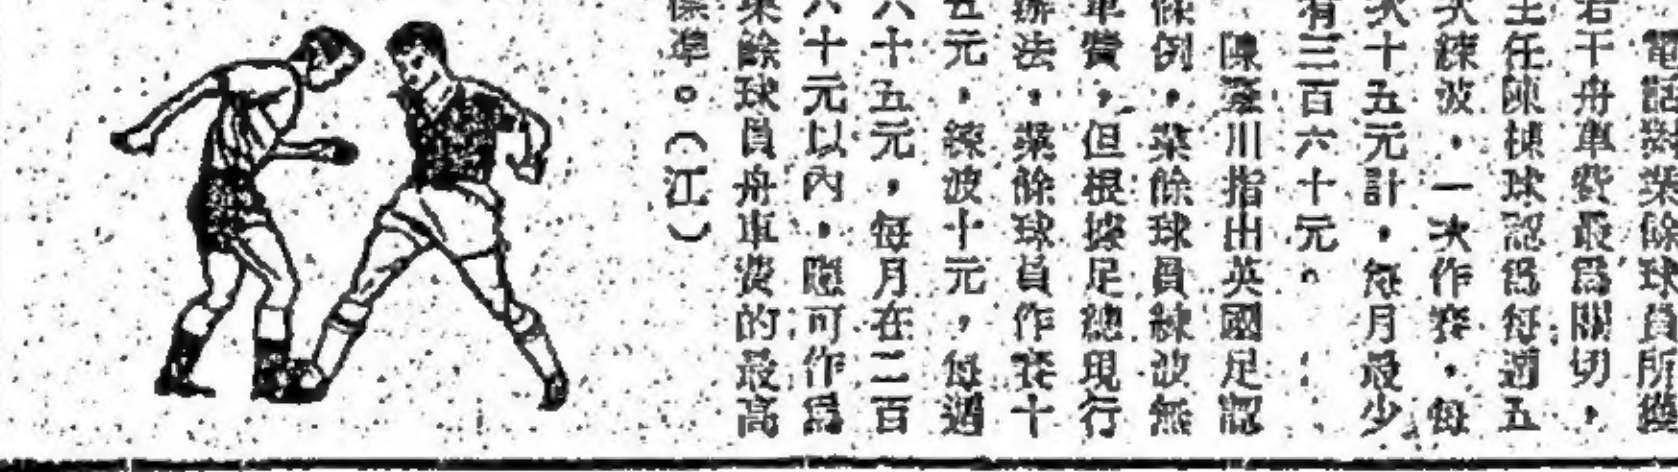 電話對業餘球員所獲
若干舟車費最爲關切，
主任陳棟球認爲每週五
次練波，一次作賽，每
次十五元計，每月最少
有三百六十元。
陳隆川指出英國足認
條例，業餘球員練波無
車費，但根據足總現行
辦法，業餘球員作賽十
五元，練波十元，每週
六十五元，每月在二百
六十元以內，應可作爲
業餘球員舟車費的最高
標準。（江）